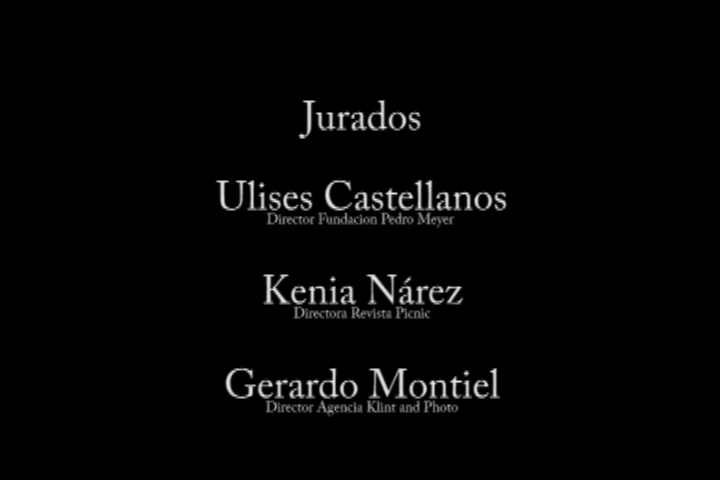 Jurados
Ulises Castellanos
Director Fundacion Pedro Meyer
Kenia Nárez
Directora Revista Picnic
Gerardo Montiel
Director Agencia Klint and Photo